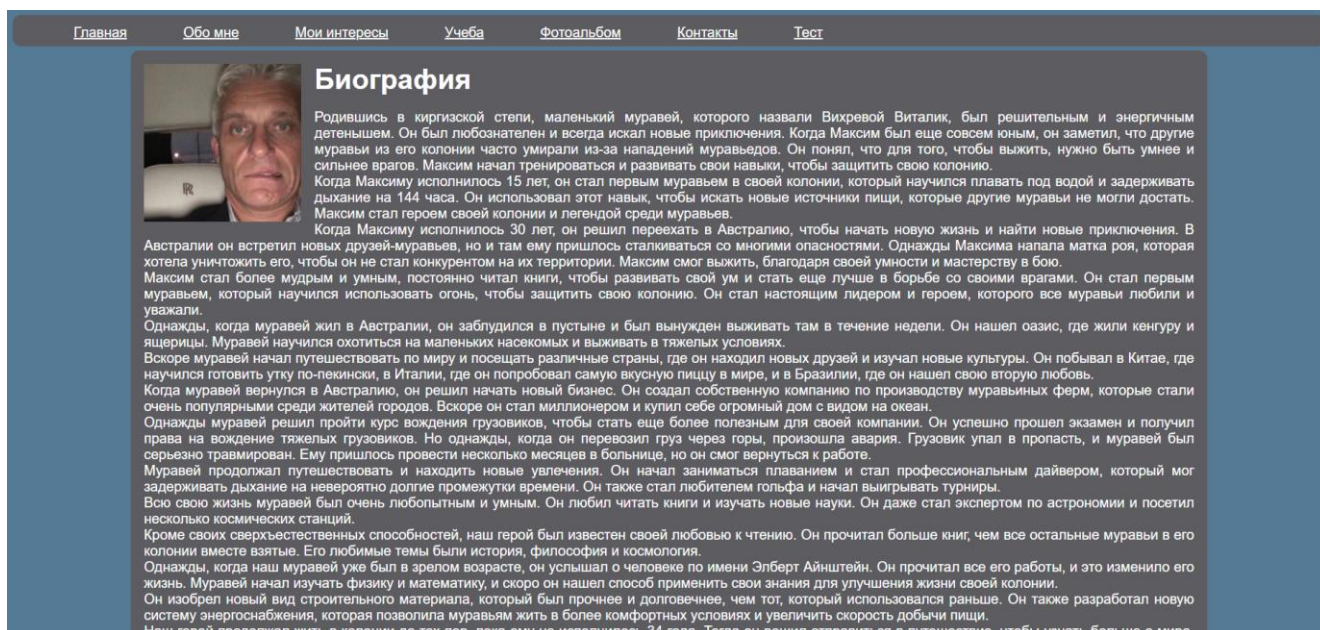 Главная Обо мне Мои интересы Учеба Фотоальбом Контакты Тест
Биография
Родившись в киргизской степи, маленький муравей, которого назвали Вихревой Виталик, был решительным и энергичным
детенышем. Он был любознателен и всегда искал новые приключения. Когда Максим был еще совсем юным, он заметил, что другие
муравьи из его колонии часто умирали из-за нападений муравьедов. Он понял, что для того, чтобы выжить, нужно быть умнее и
сильнее врагов. Максим начал тренироваться и развивать свои навыки, чтобы защитить свою колонию.
Когда Максиму исполнилось 15 лет, он стал первым муравьем в своей колонии, который научился плавать под водой и задерживать
дыхание на 144 часа. Он использовал этот навык, чтобы искать новые источники пищи, которые другие муравьи не могли достать.
Максим стал героем своей колонии и легендой среди муравьев.
Когда Максиму исполнилось 30 лет, он решил переехать в Австралию, чтобы начать новую жизнь и найти новые приключения. В
Австралии он встретил новых друзей-муравьев, но и там ему пришлось сталкиваться со многими опасностями. Однажды Максима напала матка роя, которая
хотела уничтожить его, чтобы он не стал конкурентом на их территории. Максим смог выжить, благодаря своей умности и мастерству в бою.
Максим стал более мудрым и умным, постоянно читал книги, чтобы развивать свой ум и стать еще лучше в борьбе со своими врагами. Он стал первым
муравьем, который научился использовать огонь, чтобы защитить свою колонию. Он стал настоящим лидером и героем, которого все муравьи любили и
уважали.
Однажды, когда муравей жил в Австралии, он заблудился в пустыне и был вынужден выживать там в течение недели. Он нашел оазис, где жили кенгуру и
ящерицы. Муравей научился охотиться на маленьких насекомых и выживать в тяжелых условиях.
Вскоре муравей начал путешествовать по миру и посещать различные страны, где он находил новых друзей и изучал новые культуры. Он побывал в Китае, где
научился готовить утку по-пекински, в Италии, где он попробовал самую вкусную пиццу в мире, и в Бразилии, где он нашел свою вторую любовь.
Когда муравей вернулся в Австралию, он решил начать новый бизнес. Он создал собственную компанию по производству муравьиных ферм, которые стали
очень популярными среди жителей городов. Вскоре он стал миллионером и купил себе огромный дом с видом на океан.
Однажды муравей решил пройти курс вождения грузовиков, чтобы стать еще более полезным для своей компании. Он успешно прошел экзамен и получил
права на вождение тяжелых грузовиков. Но однажды, когда он перевозил груз через горы, произошла авария. Грузовик упал в пропасть, и муравей был
серьезно травмирован. Ему пришлось провести несколько месяцев в больнице, но он смог вернуться к работе.
Муравей продолжал путешествовать и находить новые увлечения. Он начал заниматься плаванием и стал профессиональным дайвером, который мог
задерживать дыхание на невероятно долгие промежутки времени. Он также стал любителем гольфа и начал выигрывать турниры.
Всю свою жизнь муравей был очень любопытным и умным. Он любил читать книги и изучать новые науки. Он даже стал экспертом по астрономии и посетил
несколько космических станций.
Кроме своих сверхъестественных способностей, наш герой был известен своей любовью к чтению. Он прочитал больше книг, чем все остальные муравьи в его
колонии вместе взятые. Его любимые темы были история, философия и космология.
Однажды, когда наш муравей уже был в зрелом возрасте, он услышал о человеке по имени Элберт Айнштейн. Он прочитал все его работы, и это изменило его
жизнь. Муравей начал изучать физику и математику, и скоро он нашел способ применить свои знания для улучшения жизни своей колонии.
Он изобрел новый вид строительного материала, который был прочнее и долговечнее, чем тот, который использовался раньше. Он также разработал новую
систему энергоснабжения, которая позволила муравьям жить в более комфортных условиях и увеличить скорость добычи пищи.